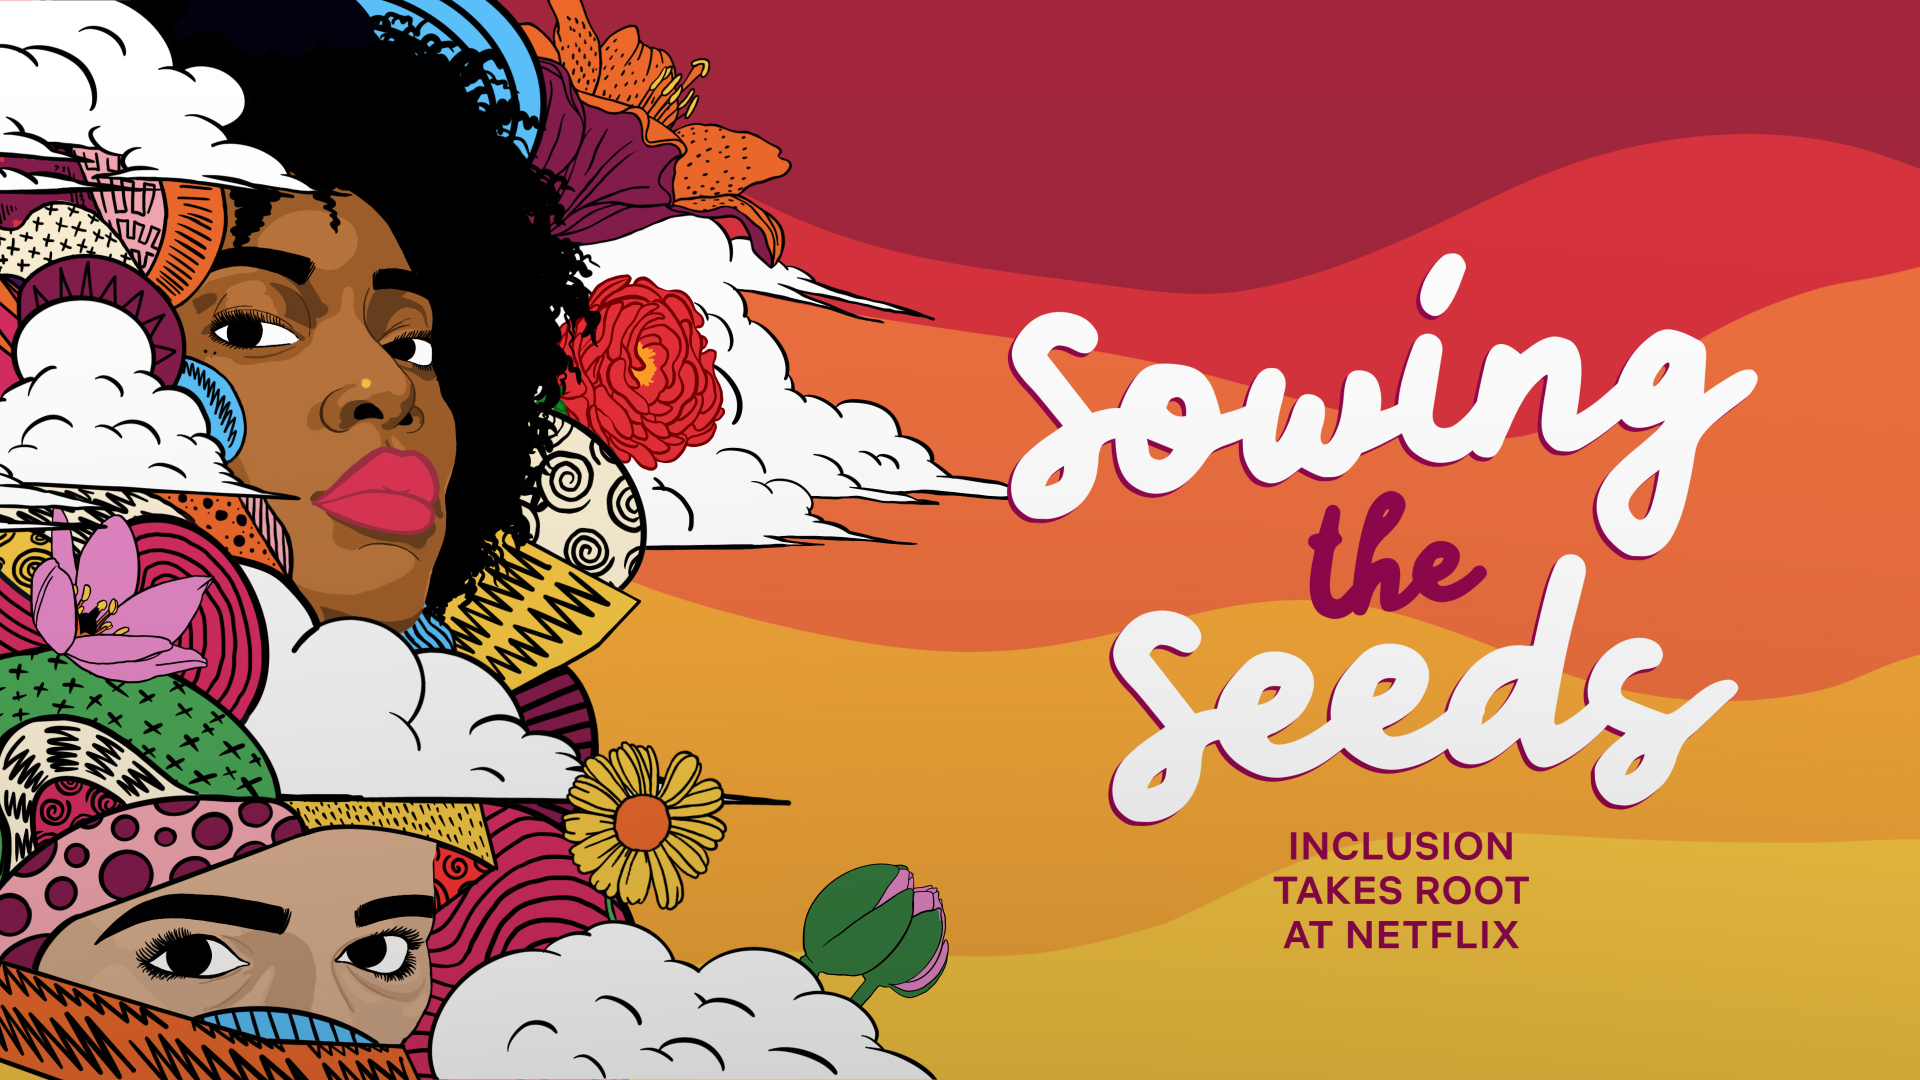 Sowing
the
Seeds
INCLUSION
TAKES ROOT
AT NETFLIX